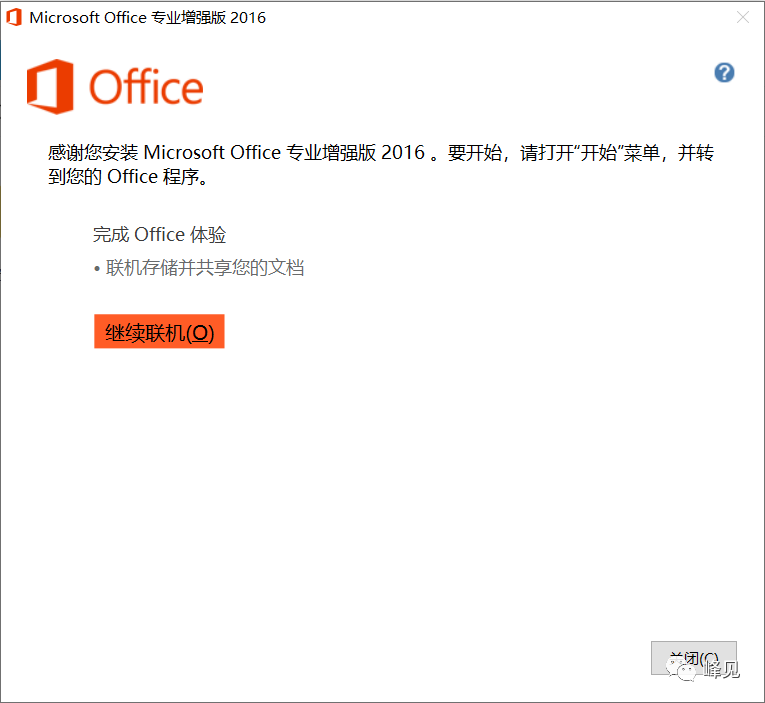 Microsoft Office 专业增强版 2016
Office
?
感谢您安装 Microsoft Office 专业增强版 2016 。要开始，请打开“开始”菜单，并转
到您的 Office 程序。
完成 Office 体验
• 联机存储并共享您的文档
继续联机(O)
关闭(C)
峰见